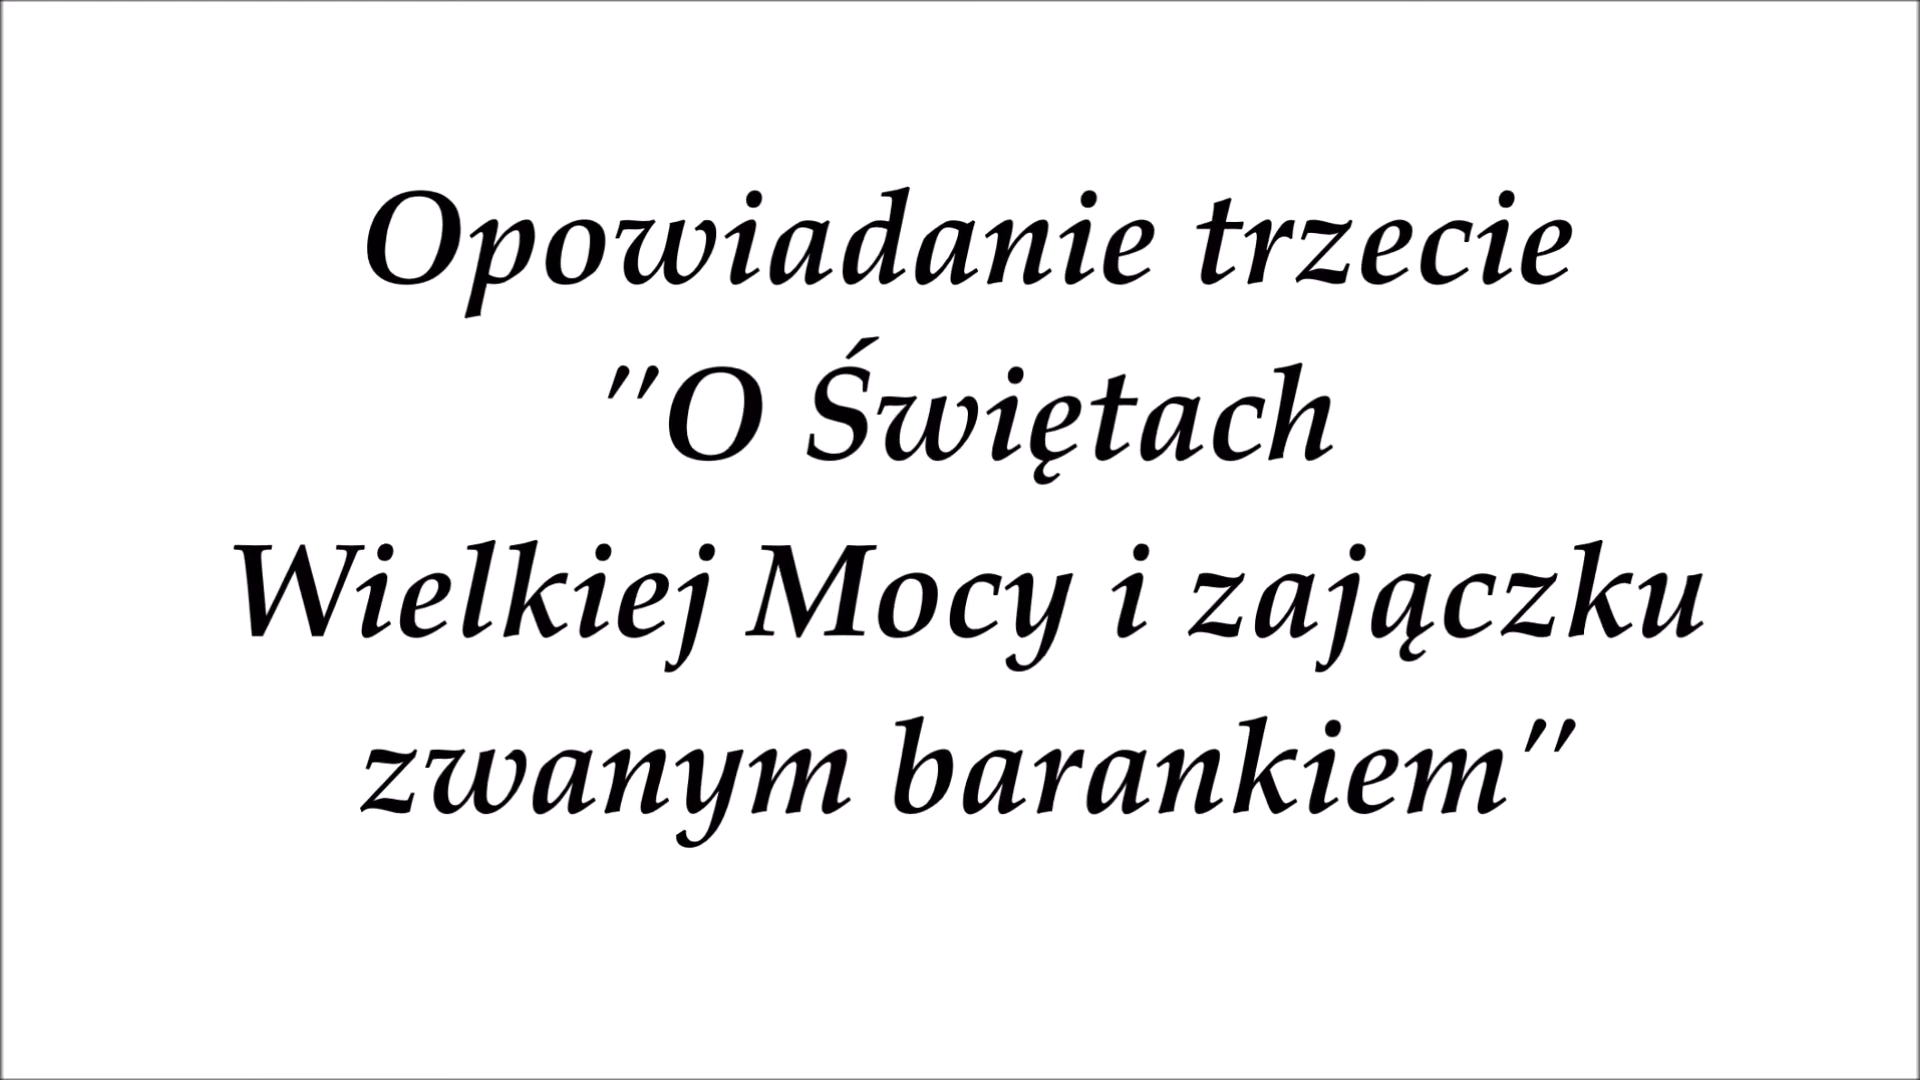 Opowiadanie trzecie
"O Świętach
Wielkiej Mocy i zajączku
zwanym barankiem"